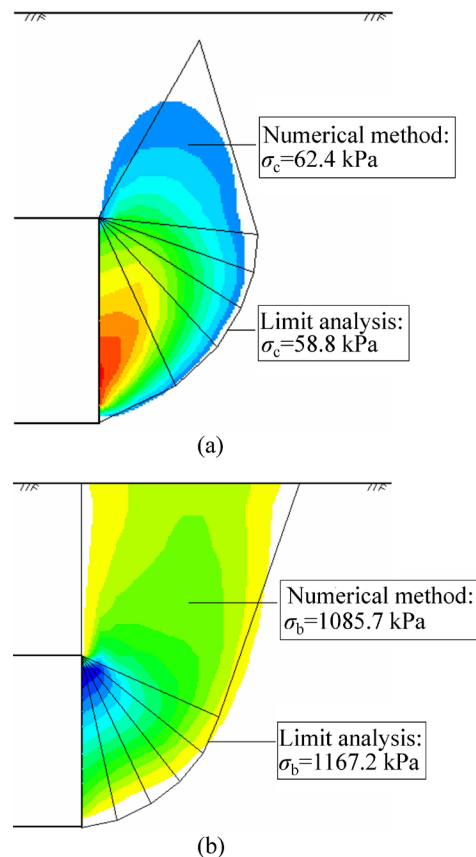 Numerical method:
σc=62.4 kPa
Limit analysis:
σc=58.8 kPa
(a)
Numerical method:
σb=1085.7 kPa
Limit analysis:
σb=1167.2 kPa
(b)